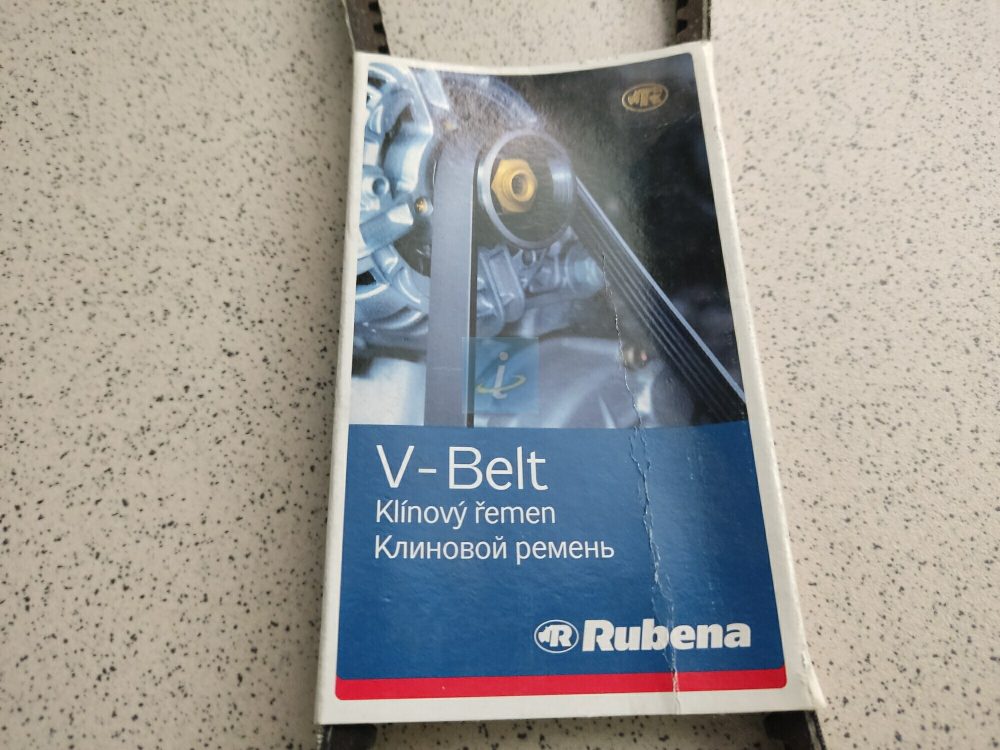 V-Belt
Klínový řemen
Клиновой ремень
Rubena